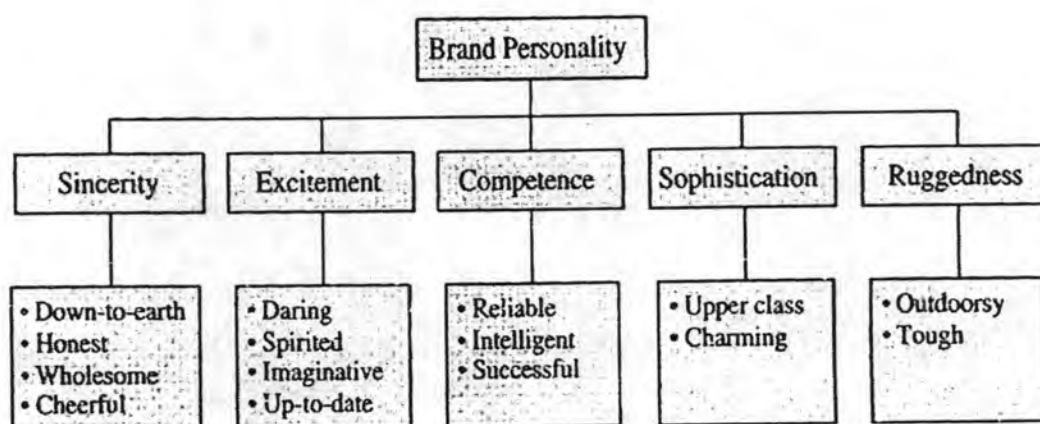 Brand Personality
Sincerity
Excitement
Competence
Sophistication
Ruggedness
• Down-to-earth
• Honest
• Wholesome
• Cheerful
• Daring
• Spirited
• Imaginative
• Up-to-date
• Reliable
• Intelligent
• Successful
• Upper class
• Charming
• Outdoorsy
• Tough